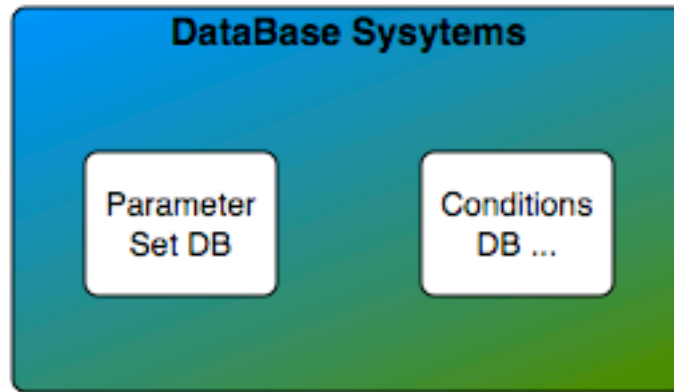 DataBase Sysytems
Parameter
Set DB
Conditions
DB ...